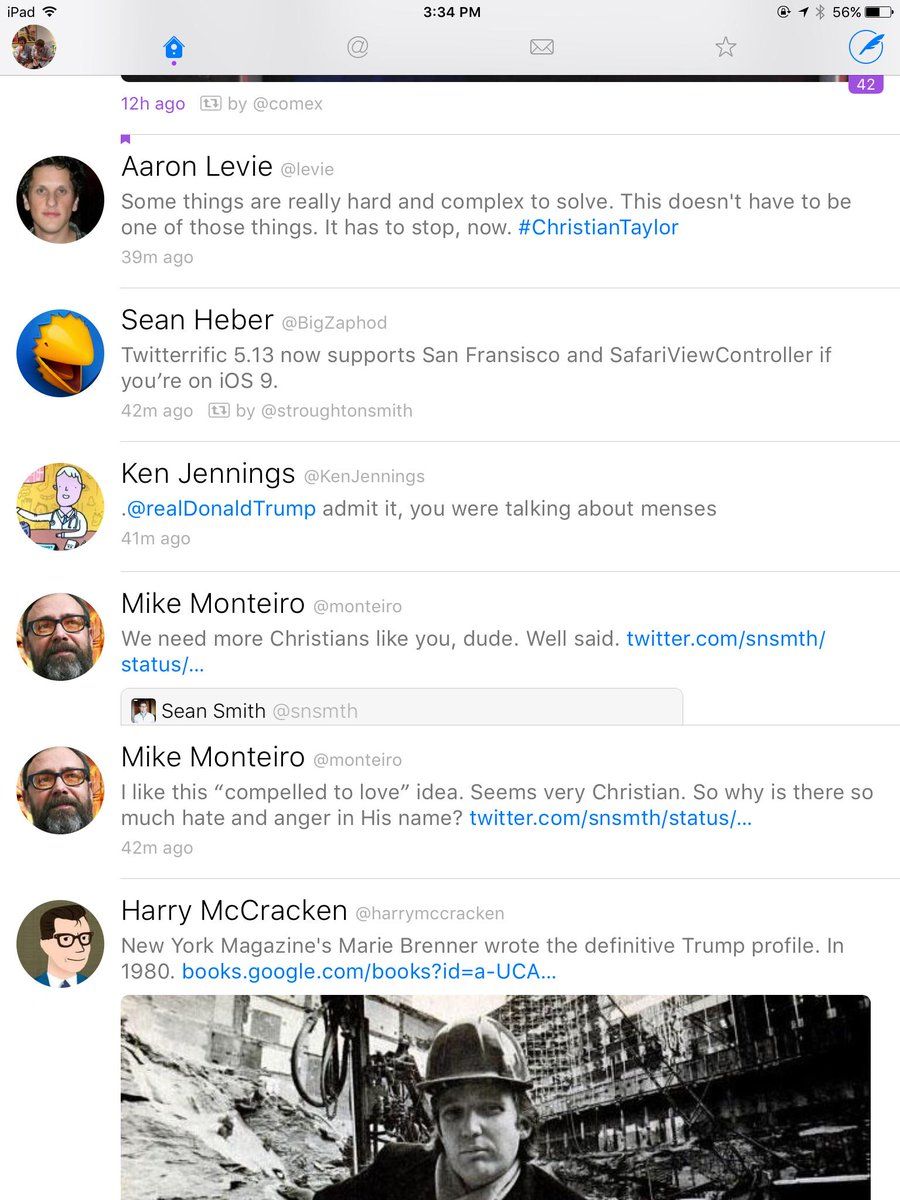 iPad 3:34 PM 56%
@
42
12h ago by @comex
Aaron Levie @levie
Some things are really hard and complex to solve. This doesn't have to be
one of those things. It has to stop, now. #ChristianTaylor
39m ago
Sean Heber @BigZaphod
Twitterrific 5.13 now supports San Fransisco and SafariViewController if
you’re on iOS 9.
42m ago by @stroughtonsmith
Ken Jennings @KenJennings
.@realDonaldTrump admit it, you were talking about menses
41m ago
Mike Monteiro @monteiro
We need more Christians like you, dude. Well said. twitter.com/snsmth/
status/…
Sean Smith @snsmth
Mike Monteiro @monteiro
I like this “compelled to love” idea. Seems very Christian. So why is there so
much hate and anger in His name? twitter.com/snsmth/status/…
42m ago
Harry McCracken @harrymccracken
New York Magazine's Marie Brenner wrote the definitive Trump profile. In
1980. books.google.com/books?id=a-UCA…